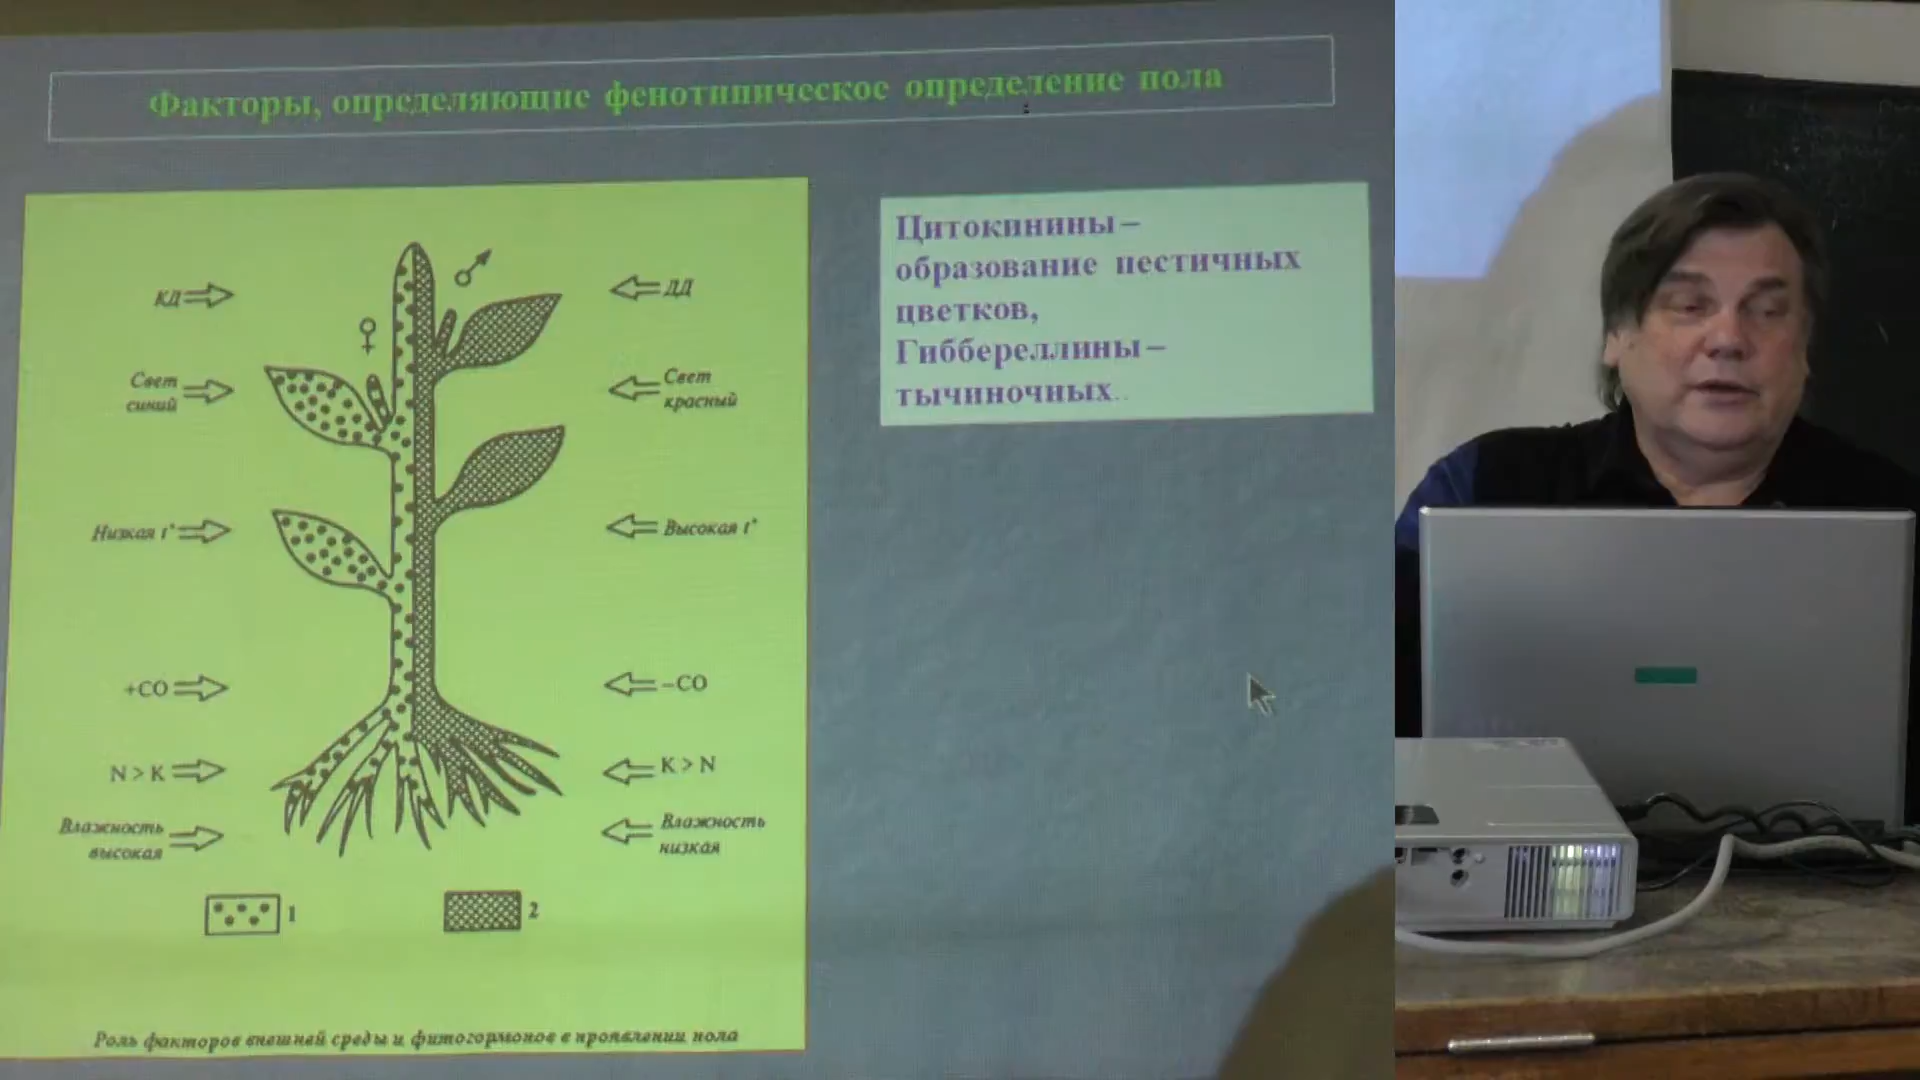 Факторы, определяющие фенотипическое определение пола
Цитокинины –
образование пестичных
цветков,
Гиббереллины –
тычиночных..
КД
ДД
♂
♀
Свет
синий
Свет
красный
Низкая t°
Высокая t°
+CO
–CO
N > K
K > N
Влажность
высокая
Влажность
низкая
1
2
Роль факторов внешней среды и фитогормонов в проявлении пола